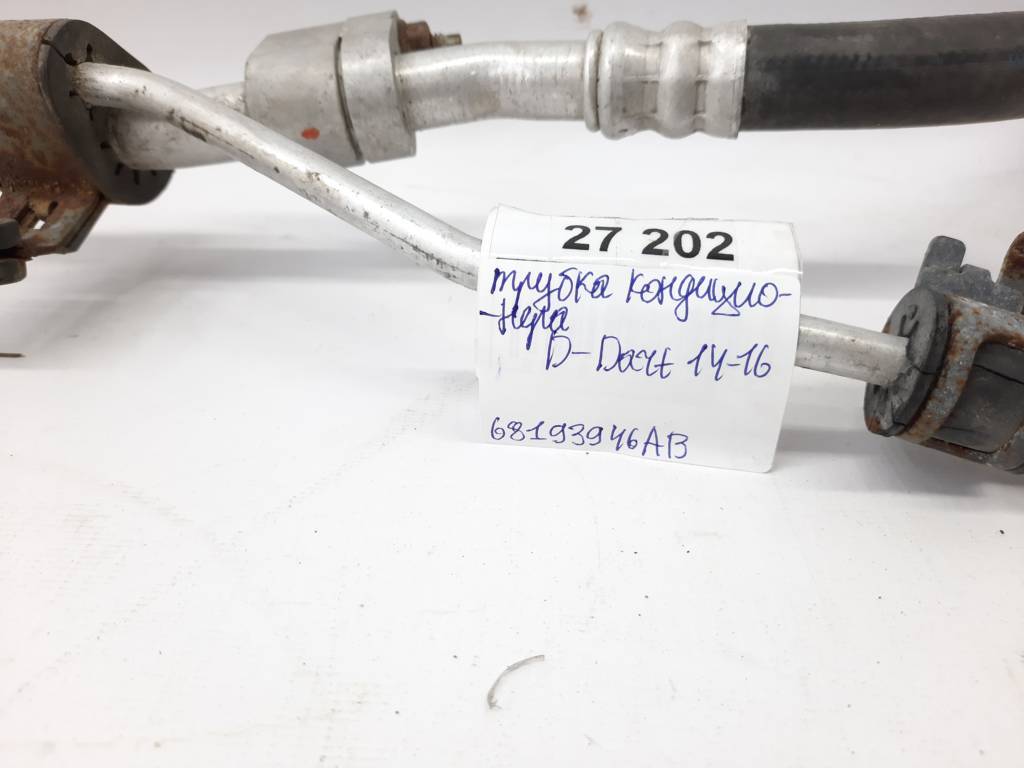 27 202
трубка кондицио-
-нера
D-Dart 14-16
68193946AB